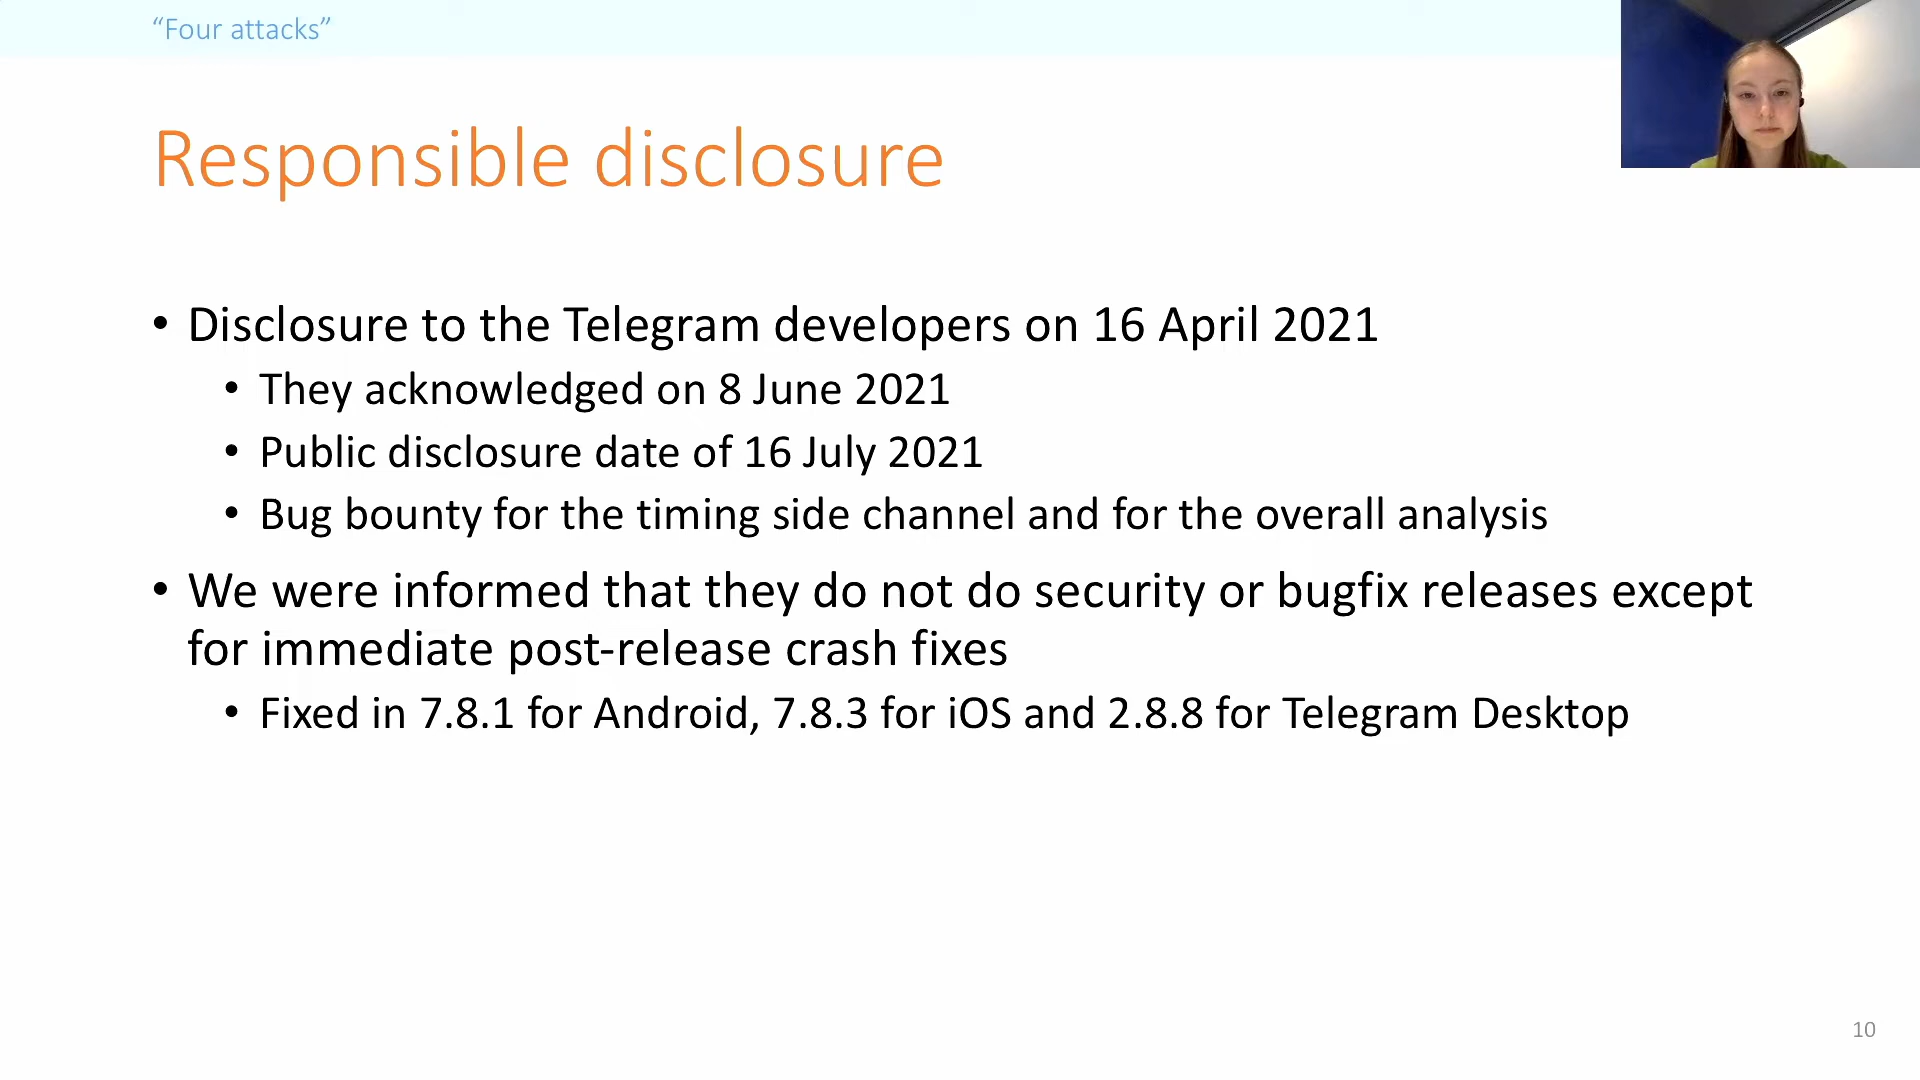 “Four attacks”
Responsible disclosure
• Disclosure to the Telegram developers on 16 April 2021
• They acknowledged on 8 June 2021
• Public disclosure date of 16 July 2021
• Bug bounty for the timing side channel and for the overall analysis
• We were informed that they do not do security or bugfix releases except
for immediate post-release crash fixes
• Fixed in 7.8.1 for Android, 7.8.3 for iOS and 2.8.8 for Telegram Desktop
10